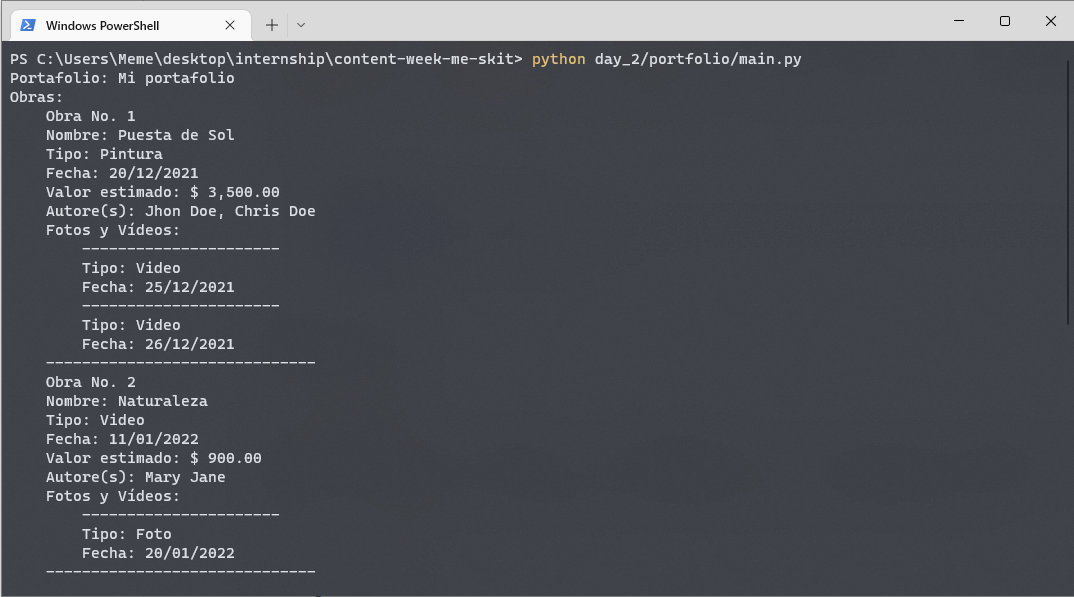 Windows PowerShell
PS C:\Users\Meme\desktop\internship\content-week-me-skit> python day_2/portfolio/main.py
Portafolio: Mi portafolio
Obras:
    Obra No. 1
    Nombre: Puesta de Sol
    Tipo: Pintura
    Fecha: 20/12/2021
    Valor estimado: $ 3,500.00
    Autore(s): Jhon Doe, Chris Doe
    Fotos y Vídeos:
        ----------------------
        Tipo: Video
        Fecha: 25/12/2021
        ----------------------
        Tipo: Video
        Fecha: 26/12/2021
    ------------------------------
    Obra No. 2
    Nombre: Naturaleza
    Tipo: Video
    Fecha: 11/01/2022
    Valor estimado: $ 900.00
    Autore(s): Mary Jane
    Fotos y Vídeos:
        ----------------------
        Tipo: Foto
        Fecha: 20/01/2022
    ------------------------------